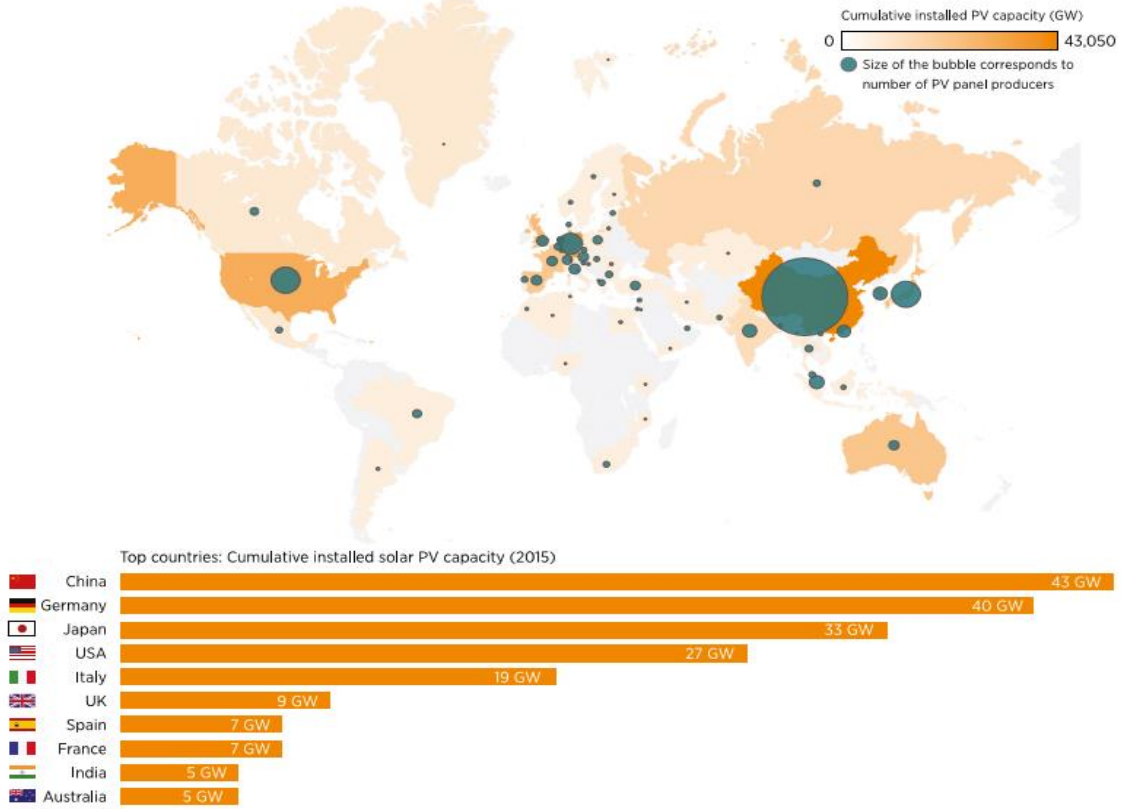 Cumulative installed PV capacity (GW)
0 43,050
Size of the bubble corresponds to
number of PV panel producers
Top countries: Cumulative installed solar PV capacity (2015)
China 43 GW
Germany 40 GW
Japan 33 GW
USA 27 GW
Italy 19 GW
UK 9 GW
Spain 7 GW
France 7 GW
India 5 GW
Australia 5 GW